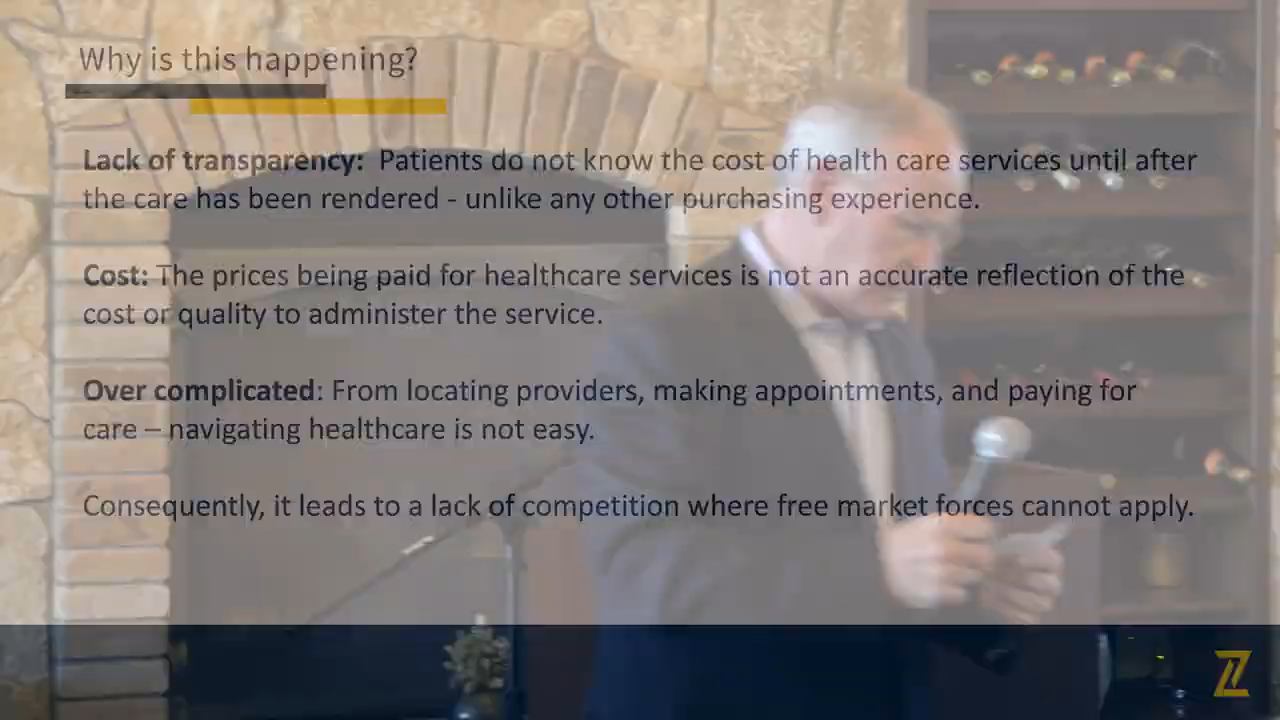 Why is this happening?
Lack of transparency: Patients do not know the cost of health care services until after
the care has been rendered - unlike any other purchasing experience.
Cost: The prices being paid for healthcare services is not an accurate reflection of the
cost or quality to administer the service.
Over complicated: From locating providers, making appointments, and paying for
care – navigating healthcare is not easy.
Consequently, it leads to a lack of competition where free market forces cannot apply.
Z